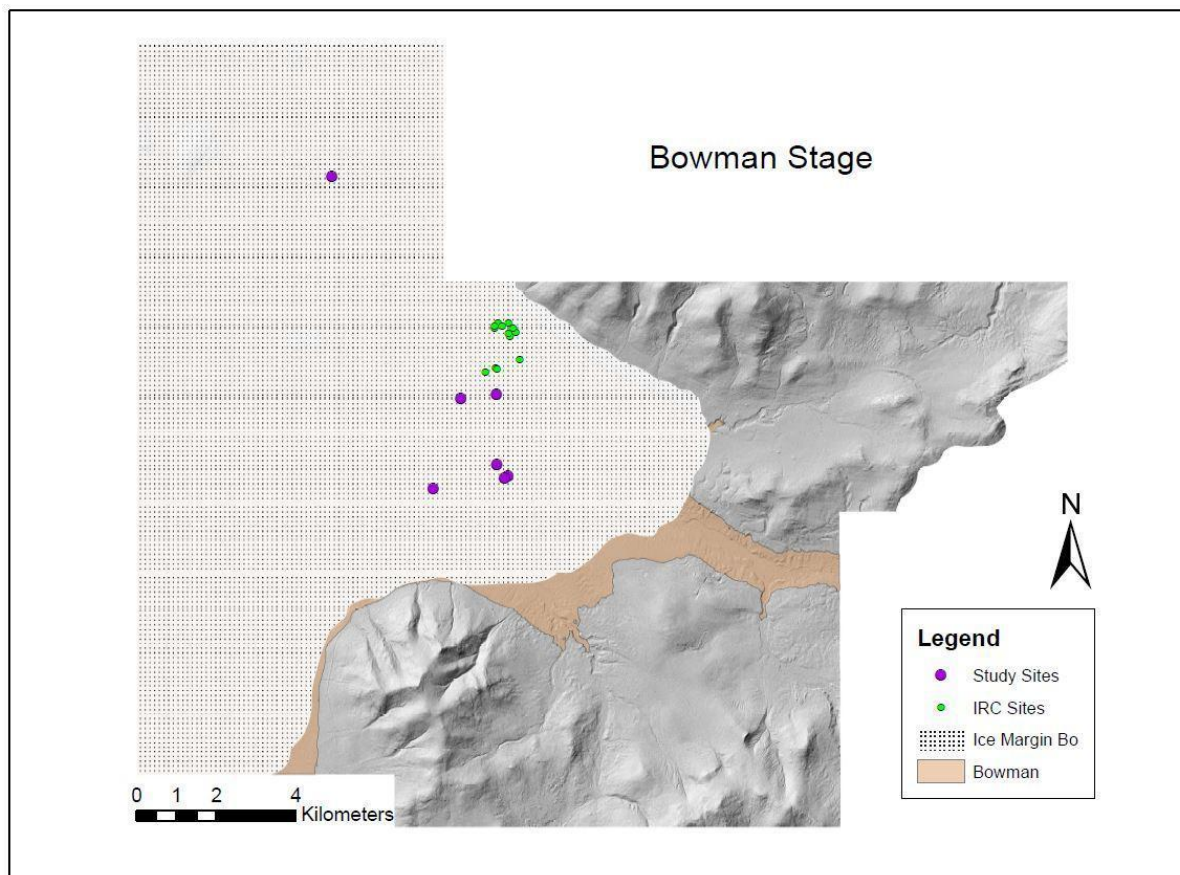 Bowman Stage
N
Legend
Study Sites
IRC Sites
Ice Margin Bo
Bowman
0 1 2 4
Kilometers